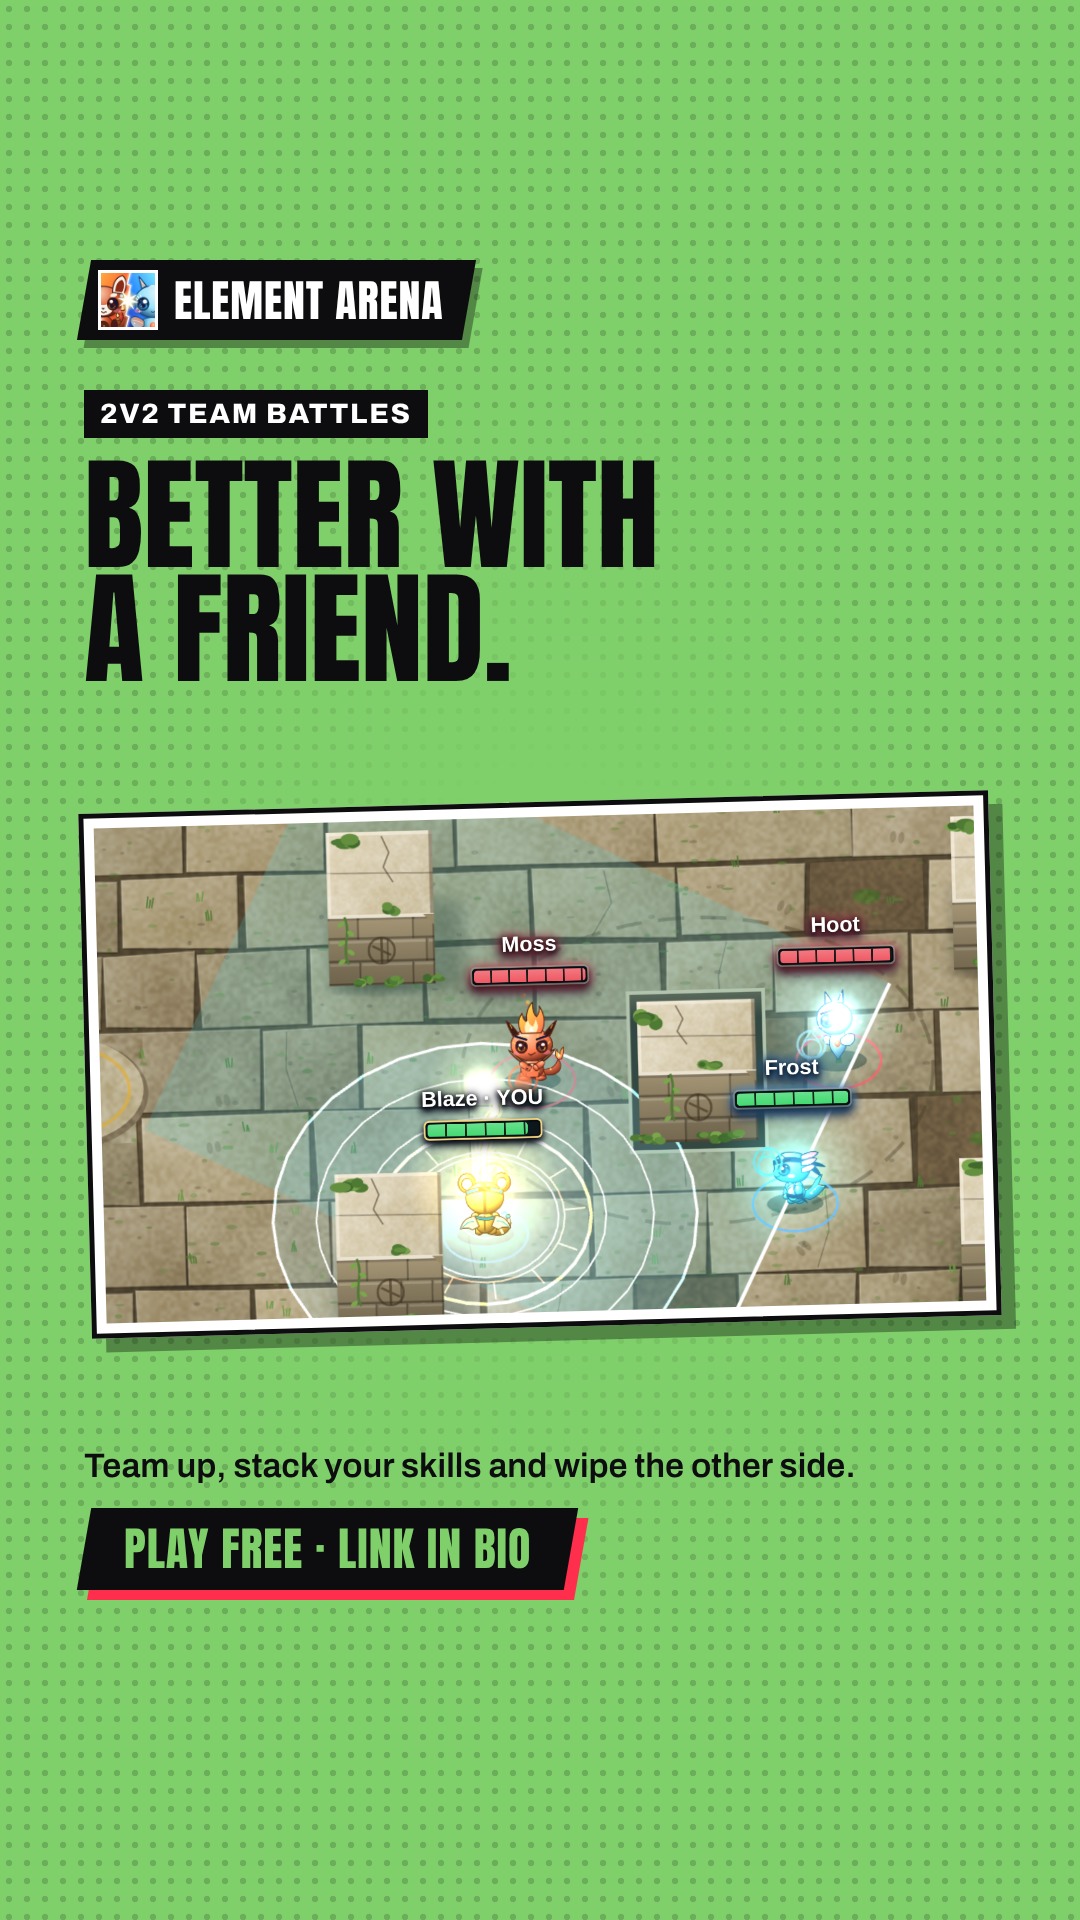 ELEMENT ARENA
2V2 TEAM BATTLES
BETTER WITH
A FRIEND.
Hoot
Moss
Frost
Blaze · YOU
Team up, stack your skills and wipe the other side.
PLAY FREE · LINK IN BIO